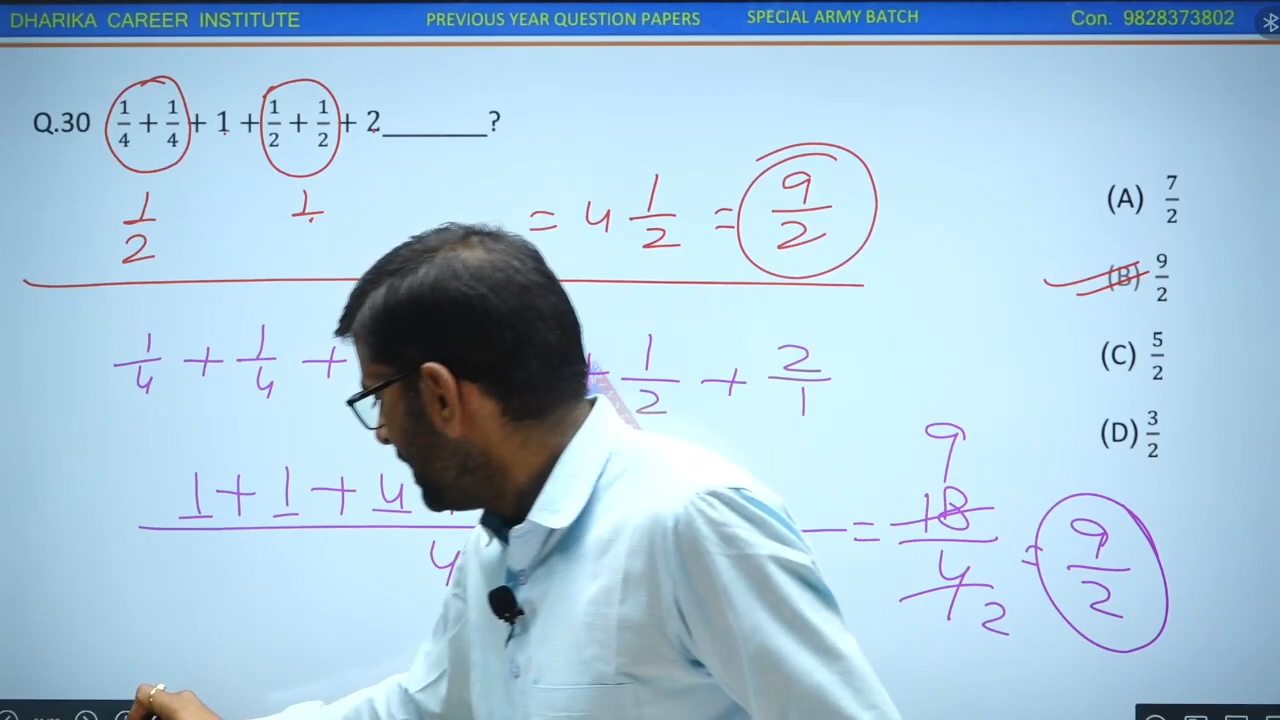 DHARIKA CAREER INSTITUTE PREVIOUS YEAR QUESTION PAPERS SPECIAL ARMY BATCH Con. 9828373802
Q.30 1/4 + 1/4 + 1 + 1/2 + 1/2 + 2_______?
1/2 1 = 4 1/2 = 9/2
(A) 7/2
(B) 9/2
(C) 5/2
(D) 3/2
1/4 + 1/4 + + 1/2 + 2/1
1 + 1 + 4
4
= 18/4 = 9/2
9
2